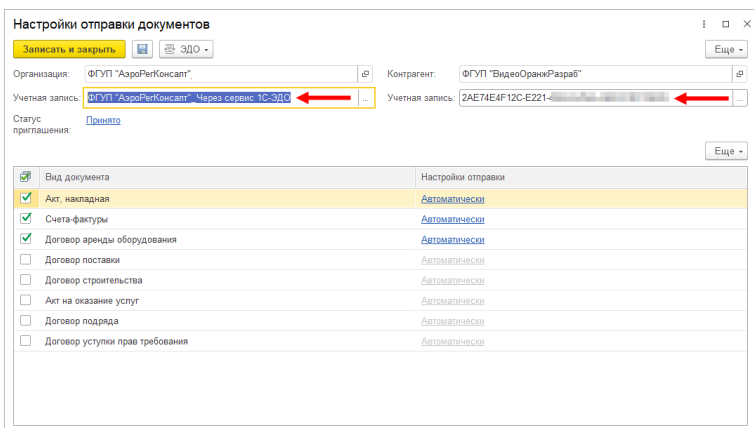 Настройки отправки документов
Записать и закрыть ЭДО Еще
Организация: ФГУП "АэроРегКонсалт" Контрагент: ФГУП "ВидеоОранжРазраб"
Учетная запись: ФГУП "АэроРегКонсалт"_Через сервис 1С-ЭДО ... Учетная запись: 2AE74E4F12C-E221- ...
Статус приглашения: Принято
Еще
Вид документа Настройки отправки
Акт, накладная Автоматически
Счета-фактуры Автоматически
Договор аренды оборудования Автоматически
Договор поставки Автоматически
Договор строительства Автоматически
Акт на оказание услуг Автоматически
Договор подряда Автоматически
Договор уступки прав требования Автоматически